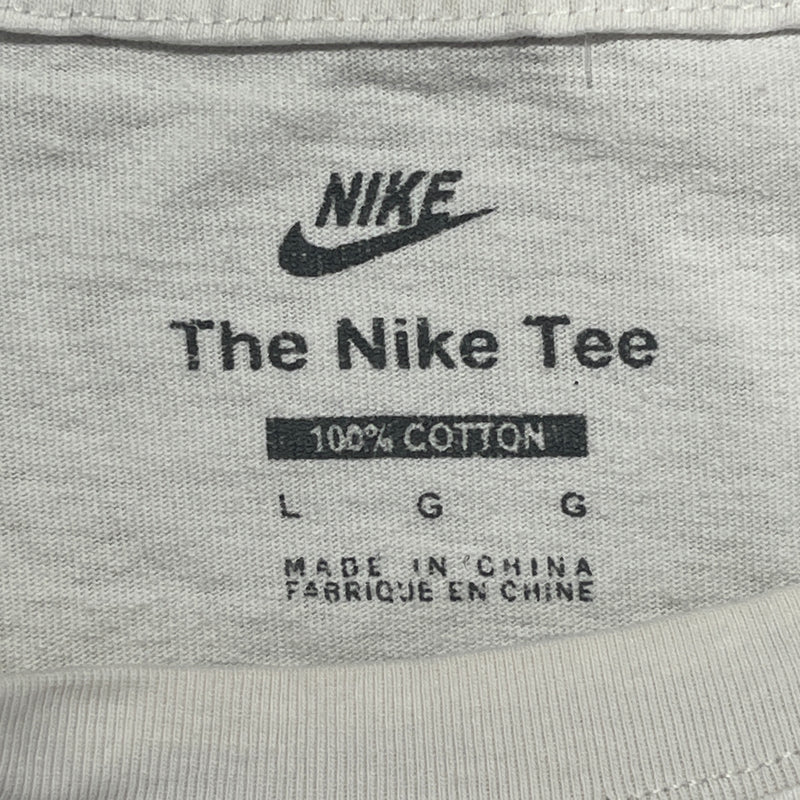 NIKE
The Nike Tee
100% COTTON
L G G
MADE IN CHINA
FABRIQUE EN CHINE